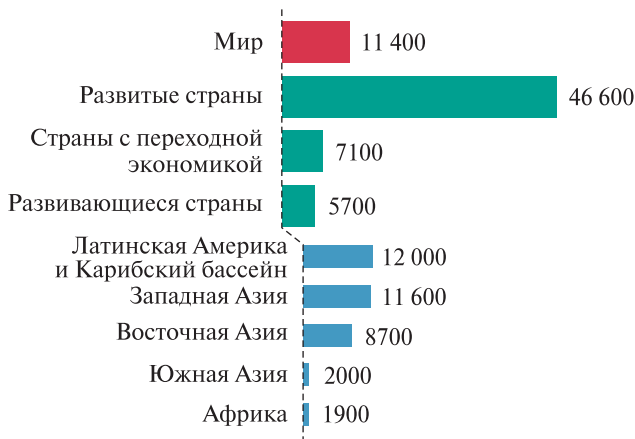 Мир 11 400
Развитые страны 46 600
Страны с переходной
экономикой 7100
Развивающиеся страны 5700
Латинская Америка
и Карибский бассейн 12 000
Западная Азия 11 600
Восточная Азия 8700
Южная Азия 2000
Африка 1900